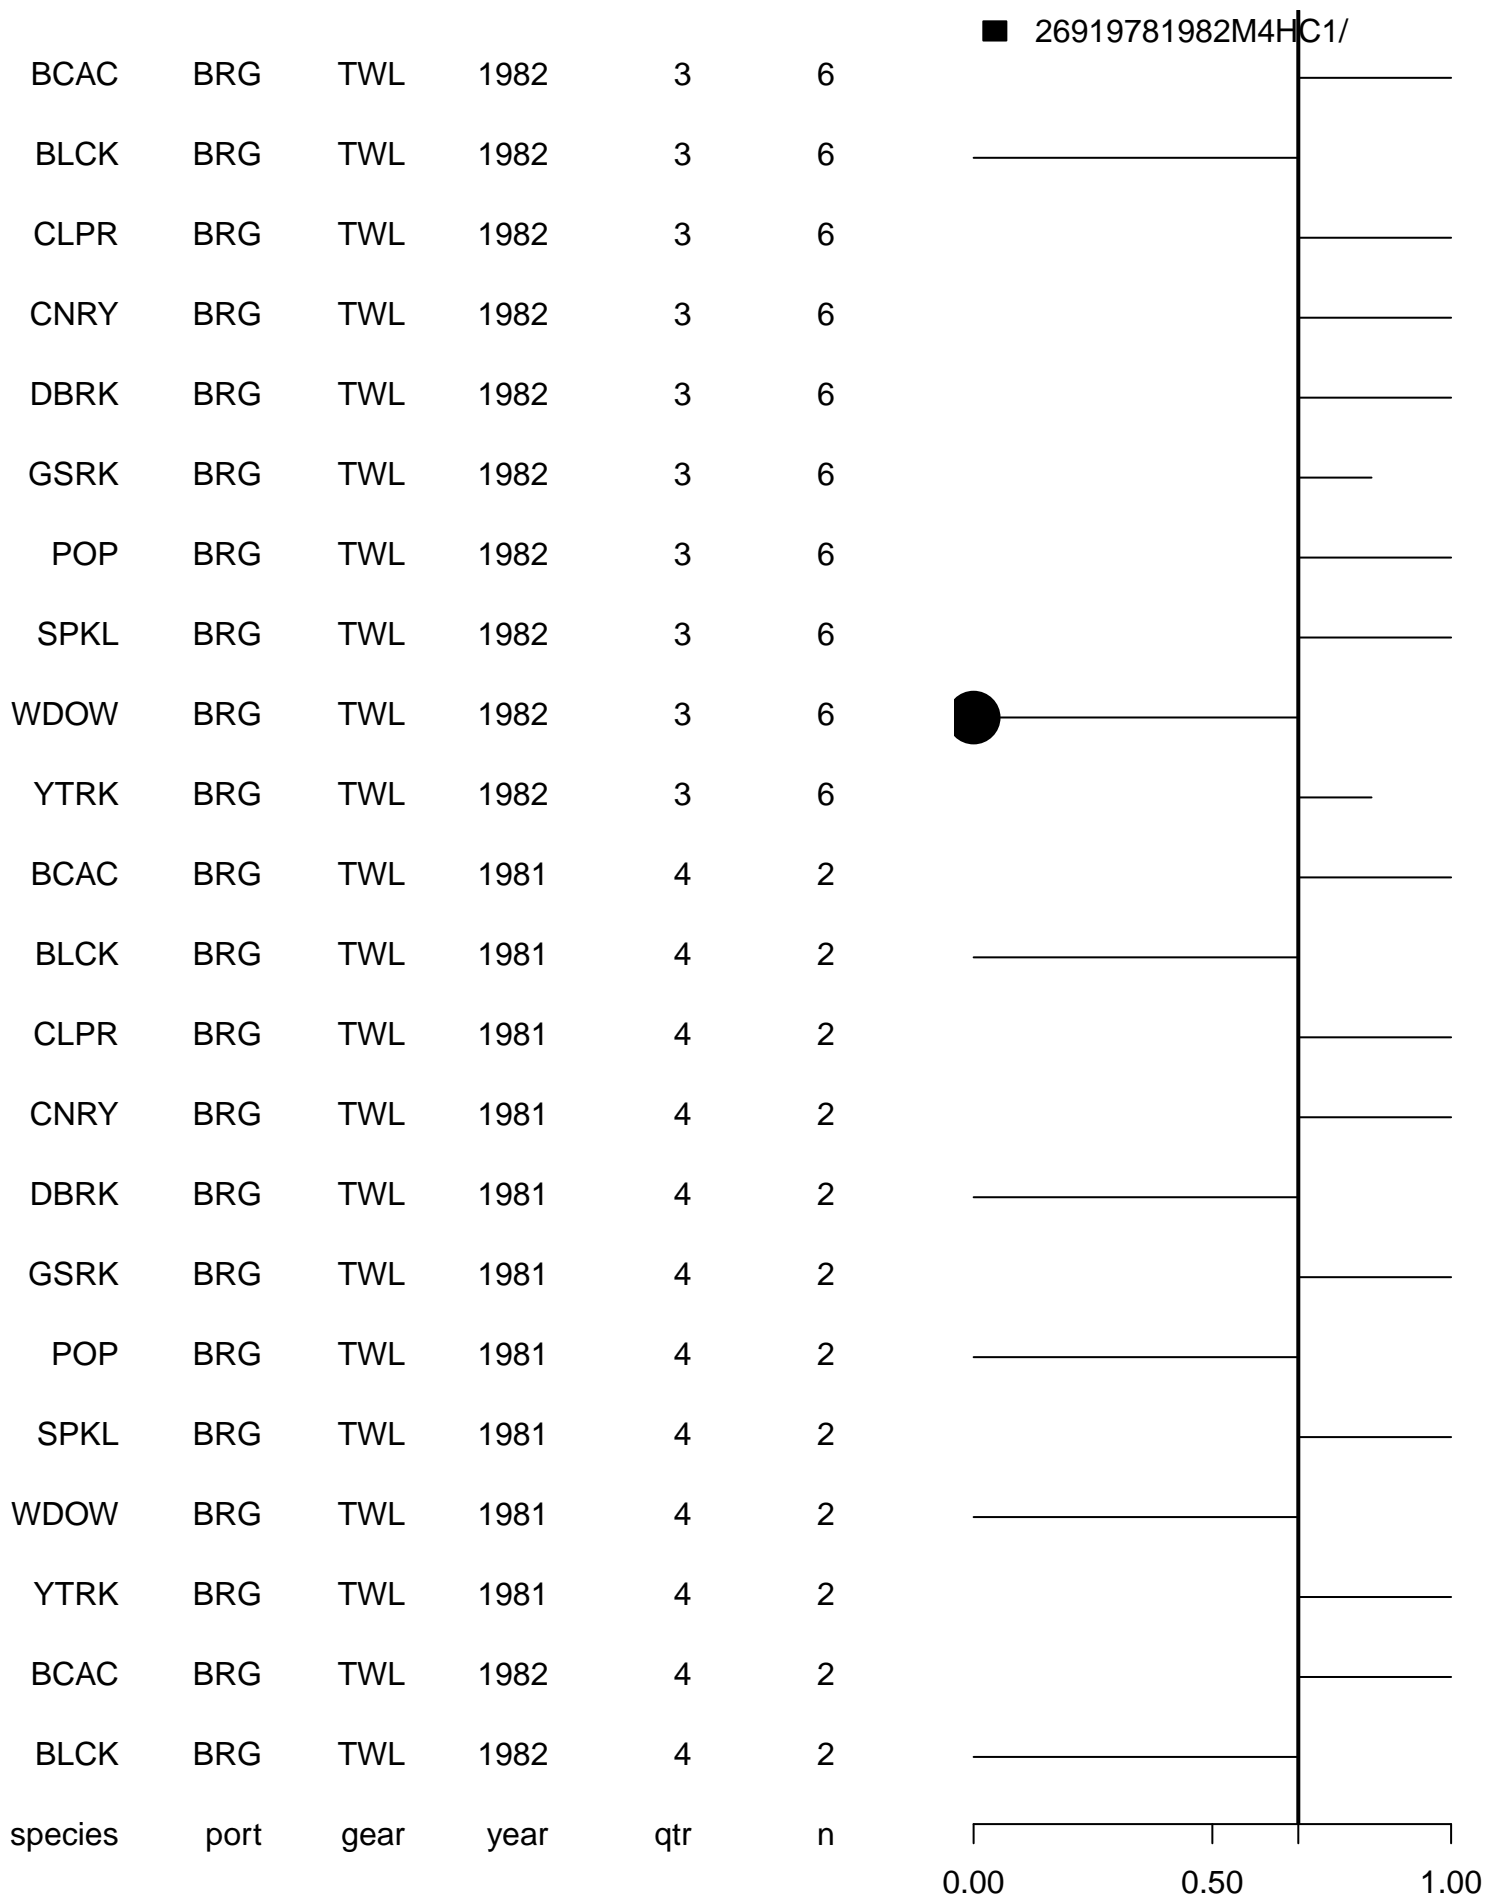 26919781982M4HC1/
BCAC BRG TWL 1982 3 6
BLCK BRG TWL 1982 3 6
CLPR BRG TWL 1982 3 6
CNRY BRG TWL 1982 3 6
DBRK BRG TWL 1982 3 6
GSRK BRG TWL 1982 3 6
POP BRG TWL 1982 3 6
SPKL BRG TWL 1982 3 6
WDOW BRG TWL 1982 3 6
YTRK BRG TWL 1982 3 6
BCAC BRG TWL 1981 4 2
BLCK BRG TWL 1981 4 2
CLPR BRG TWL 1981 4 2
CNRY BRG TWL 1981 4 2
DBRK BRG TWL 1981 4 2
GSRK BRG TWL 1981 4 2
POP BRG TWL 1981 4 2
SPKL BRG TWL 1981 4 2
WDOW BRG TWL 1981 4 2
YTRK BRG TWL 1981 4 2
BCAC BRG TWL 1982 4 2
BLCK BRG TWL 1982 4 2
species port gear year qtr n
0.00 0.50 1.00